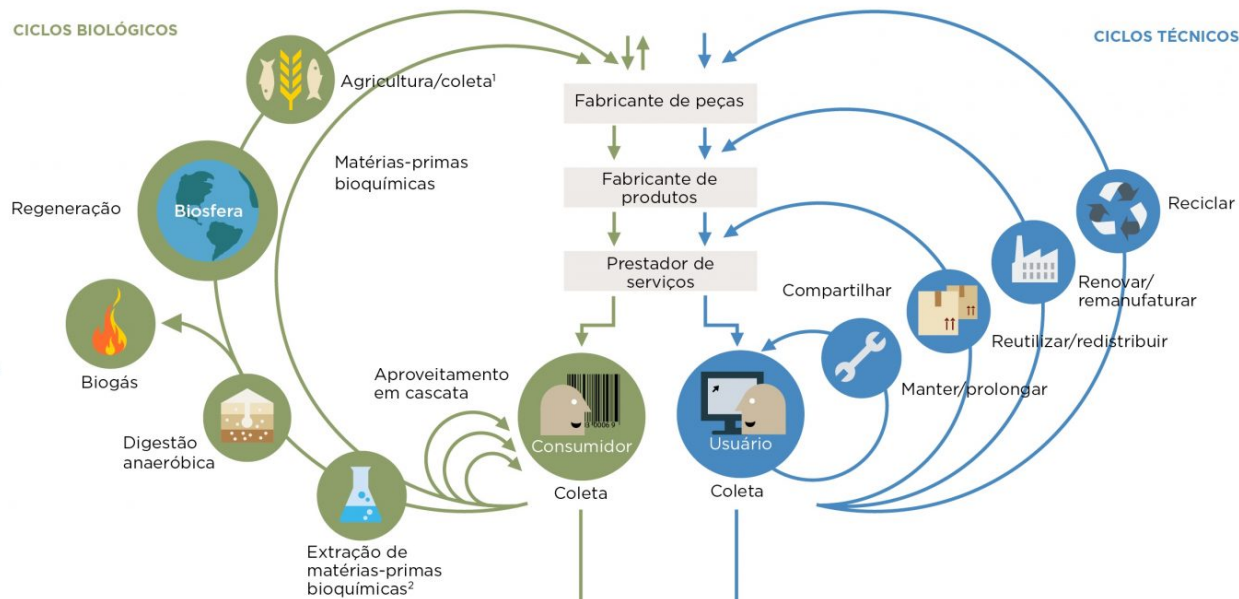 CICLOS BIOLÓGICOS
CICLOS TÉCNICOS
Agricultura/coleta¹
Fabricante de peças
Matérias-primas
bioquímicas
Fabricante de
produtos
Regeneração
Biosfera
Reciclar
Prestador de
serviços
Compartilhar
Renovar/
remanufaturar
Reutilizar/redistribuir
Biogás
Aproveitamento
em cascata
Manter/prolongar
Digestão
anaeróbica
Consumidor
Usuário
Coleta
Coleta
Extração de
matérias-primas
bioquímicas²